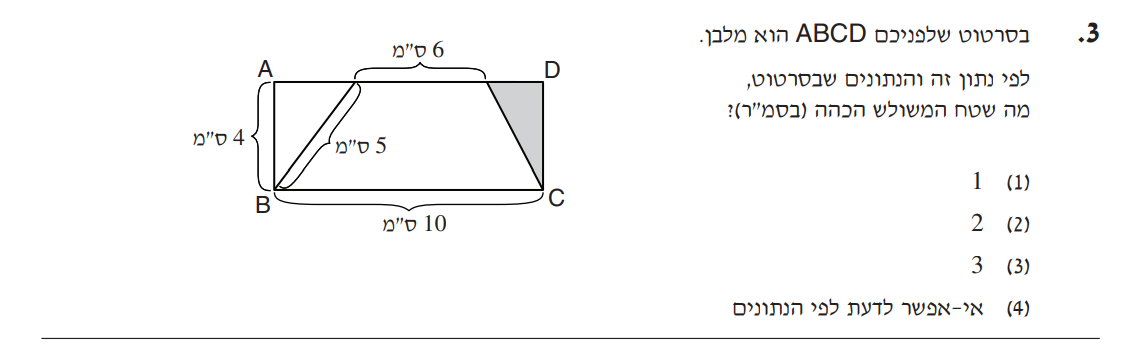 3. בסרטוט שלפניכם ABCD הוא מלבן.
לפי נתון זה והנתונים שבסרטוט,
מה שטח המשולש הכהה (בסמ"ר)?
(1) 1
(2) 2
(3) 3
(4) אי-אפשר לדעת לפי הנתונים
6 ס"מ
A
D
4 ס"מ
5 ס"מ
B
C
10 ס"מ